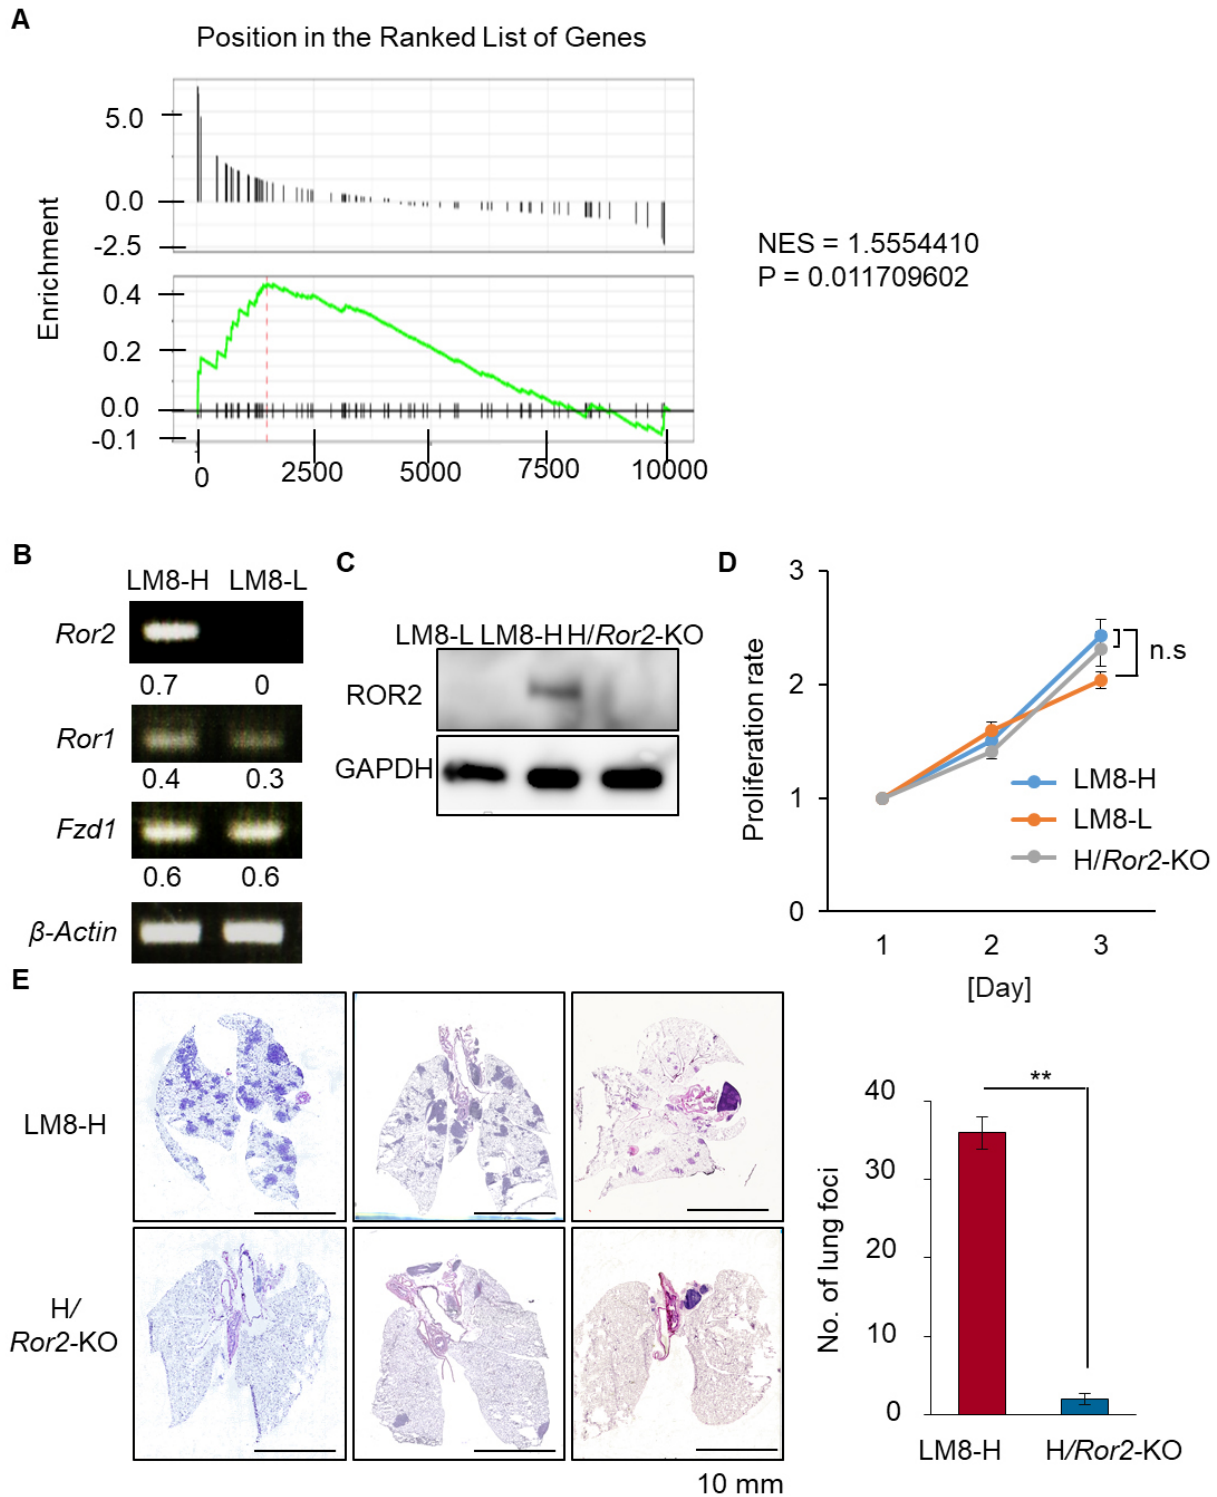 A
Position in the Ranked List of Genes
5.0
0.0
-2.5
Enrichment
0.4
0.2
0.0
-0.1
0 2500 5000 7500 10000
NES = 1.5554410
P = 0.011709602
B
LM8-H LM8-L
Ror2
0.7 0
Ror1
0.4 0.3
Fzd1
0.6 0.6
β-Actin
C
LM8-L LM8-H H/Ror2-KO
ROR2
GAPDH
D
Proliferation rate
3
2
1
0
n.s
LM8-H
LM8-L
H/Ror2-KO
1 2 3
[Day]
E
LM8-H
H/
Ror2-KO
10 mm
No. of lung foci
40
30
20
10
0
**
LM8-H H/Ror2-KO